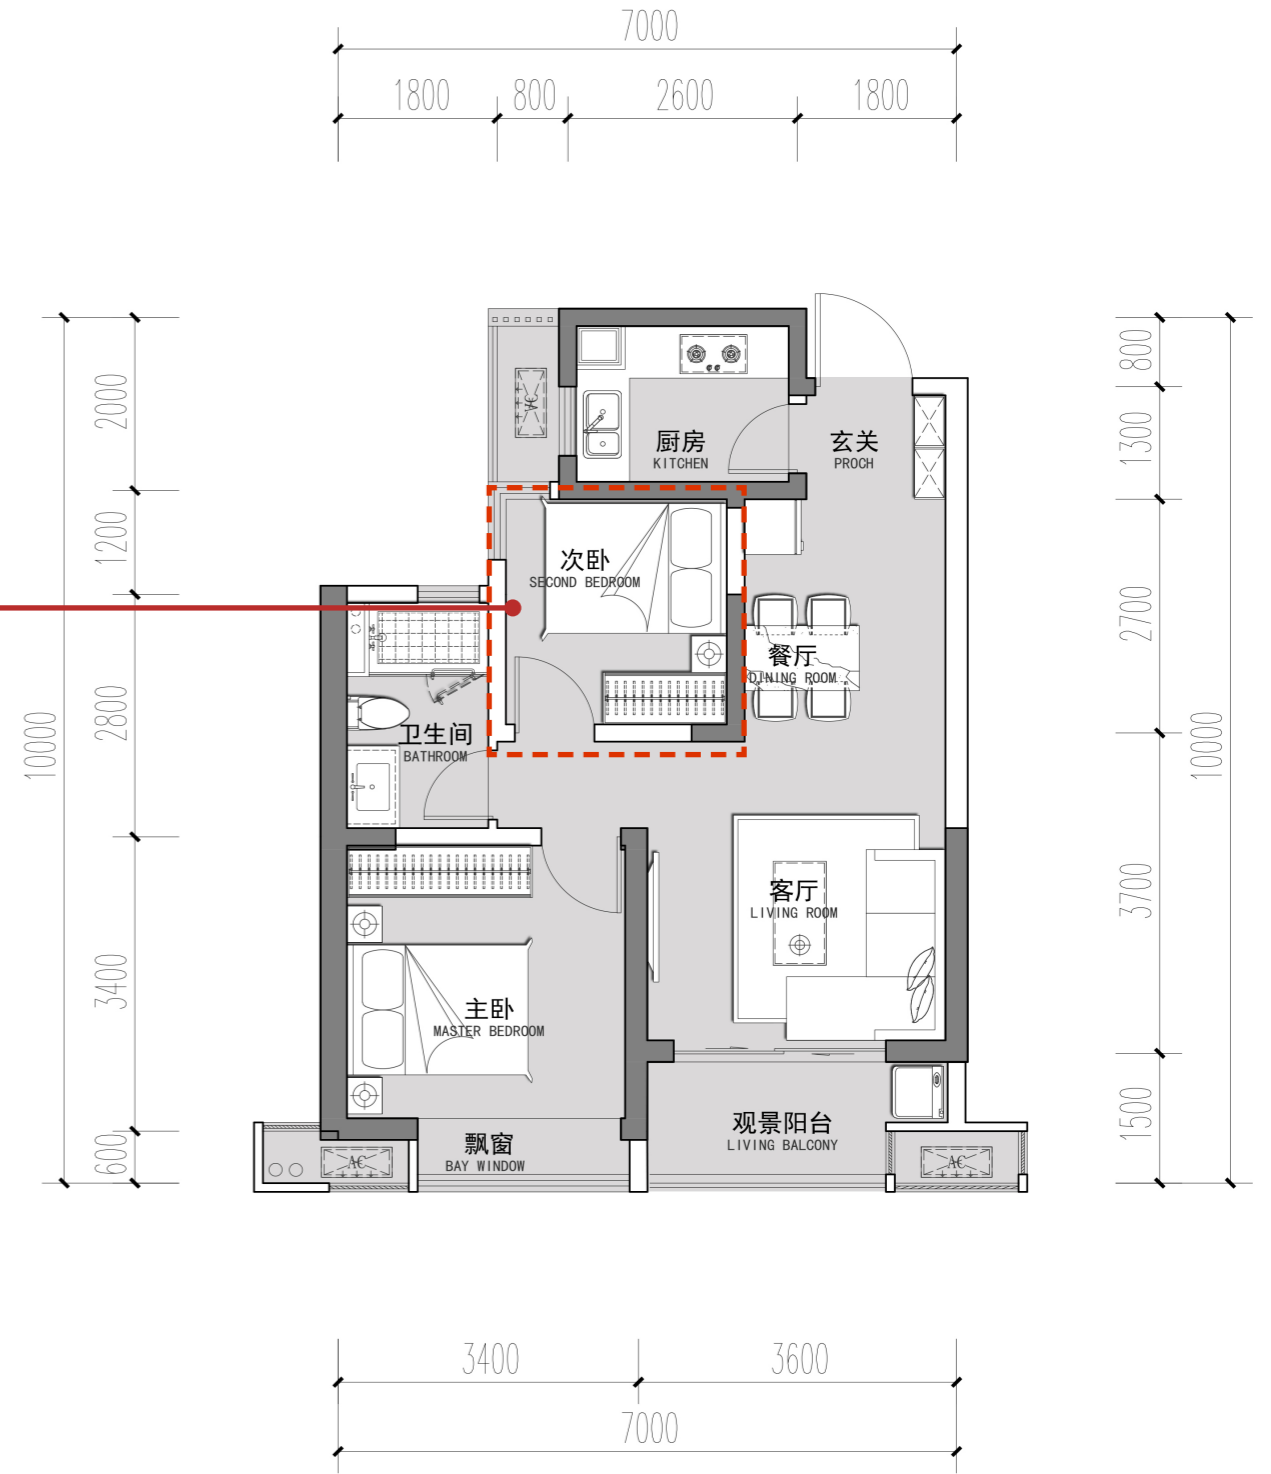 7000
1800 800 2600 1800
2000
1200
2800
3400
600
10000
800
1300
2700
3700
1500
10000
AC
厨房
KITCHEN
玄关
PROCH
次卧
SECOND BEDROOM
餐厅
DINING ROOM
卫生间
BATHROOM
客厅
LIVING ROOM
主卧
MASTER BEDROOM
观景阳台
LIVING BALCONY
飘窗
BAY WINDOW
AC
AC
3400 3600
7000